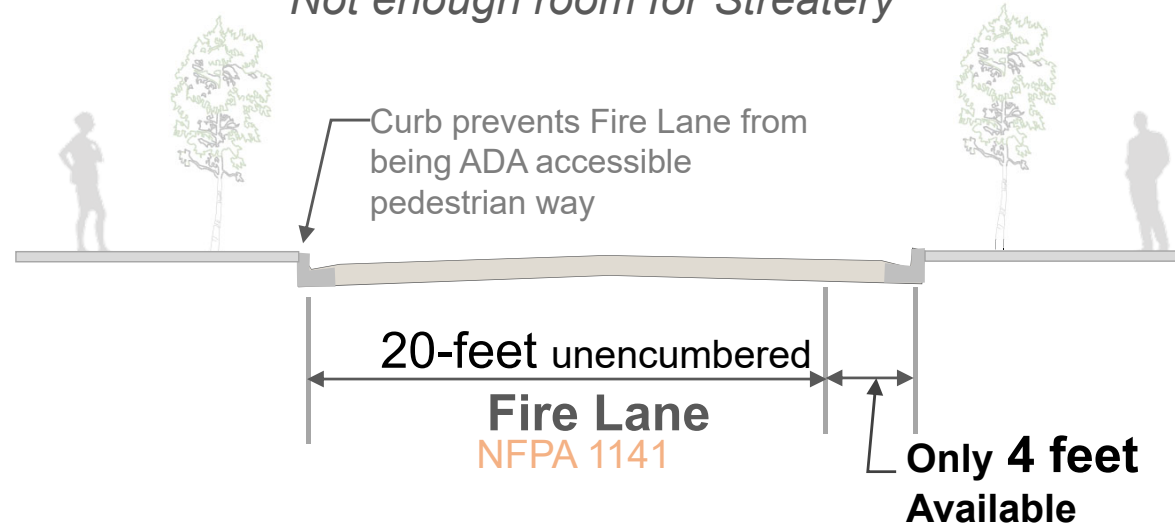 Not enough room for Streatery
Curb prevents Fire Lane from
being ADA accessible
pedestrian way
20-feet unencumbered
Fire Lane
NFPA 1141
Only 4 feet
Available